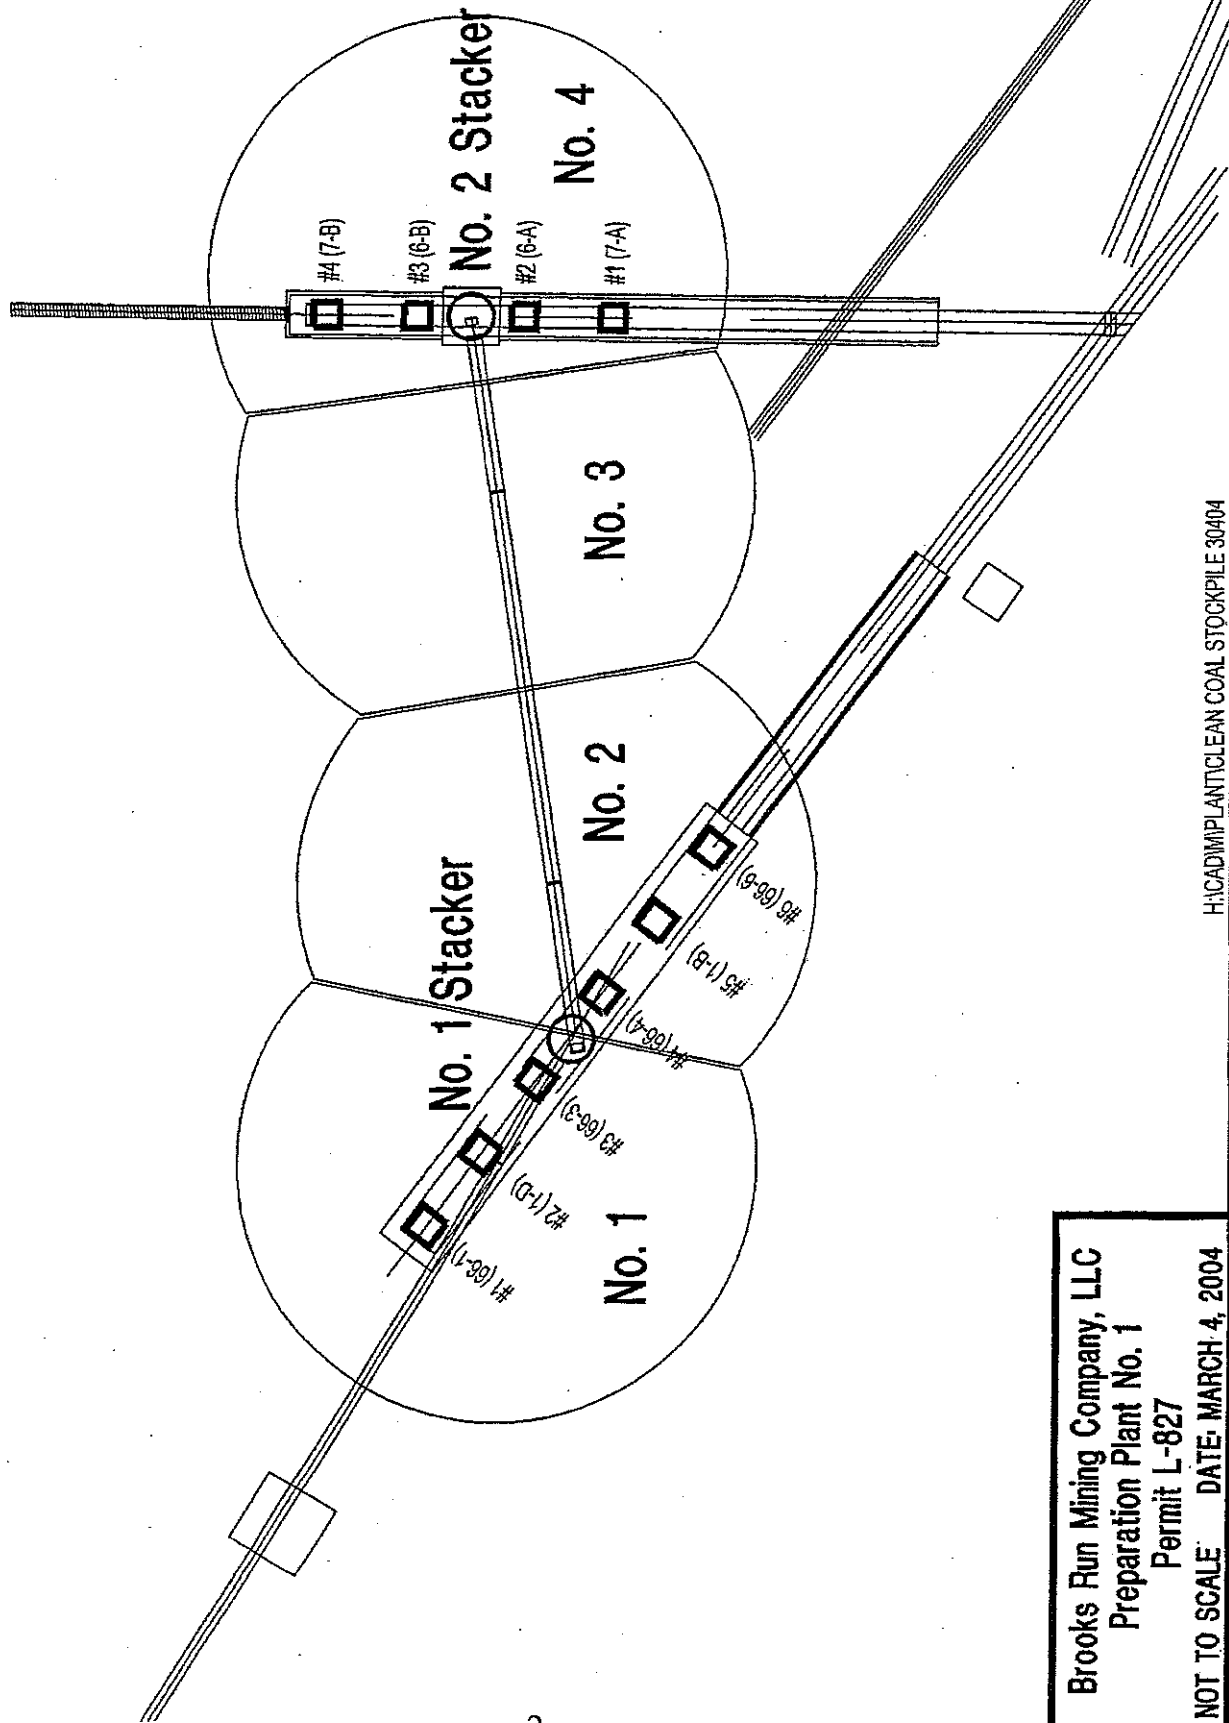 No. 1 Stacker
No. 2 Stacker
No. 1
No. 2
No. 3
No. 4
#1 (66-1)
#2 (1-D)
#3 (66-3)
#4 (66-4)
#5 (1-B)
#6 (66-6)
#4 (7-B)
#3 (6-B)
#2 (6-A)
#1 (7-A)
Brooks Run Mining Company, LLC
Preparation Plant No. 1
Permit L-827
NOT TO SCALE DATE: MARCH 4, 2004
H:\CADIM\PLANT\CLEAN COAL STOCKPILE 30404